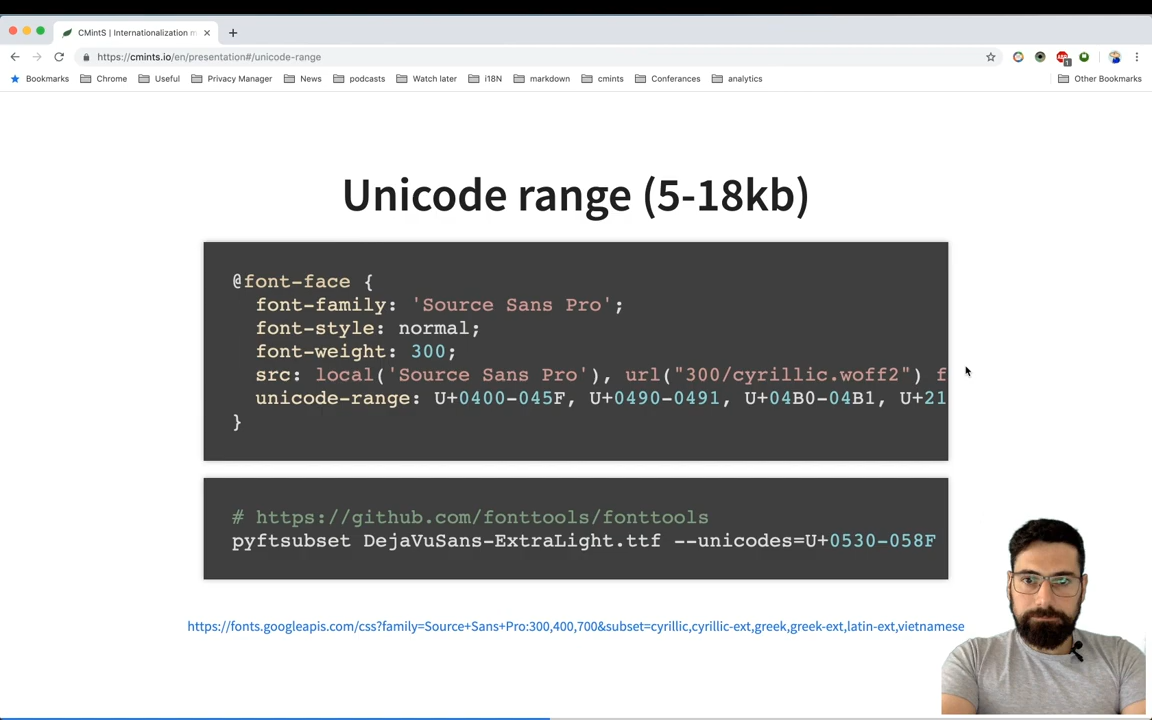 CMintS | Internationalization m
https://cmints.io/en/presentation#/unicode-range
Bookmarks Chrome Useful Privacy Manager News podcasts Watch later i18N markdown cmints Conferances analytics Other Bookmarks
Unicode range (5-18kb)
@font-face {
font-family: 'Source Sans Pro';
font-style: normal;
font-weight: 300;
src: local('Source Sans Pro'), url("300/cyrillic.woff2") f
unicode-range: U+0400-045F, U+0490-0491, U+04B0-04B1, U+21
}
# https://github.com/fonttools/fonttools
pyftsubset DejaVuSans-ExtraLight.ttf --unicodes=U+0530-058F
https://fonts.googleapis.com/css?family=Source+Sans+Pro:300,400,700&subset=cyrillic,cyrillic-ext,greek,greek-ext,latin-ext,vietnamese